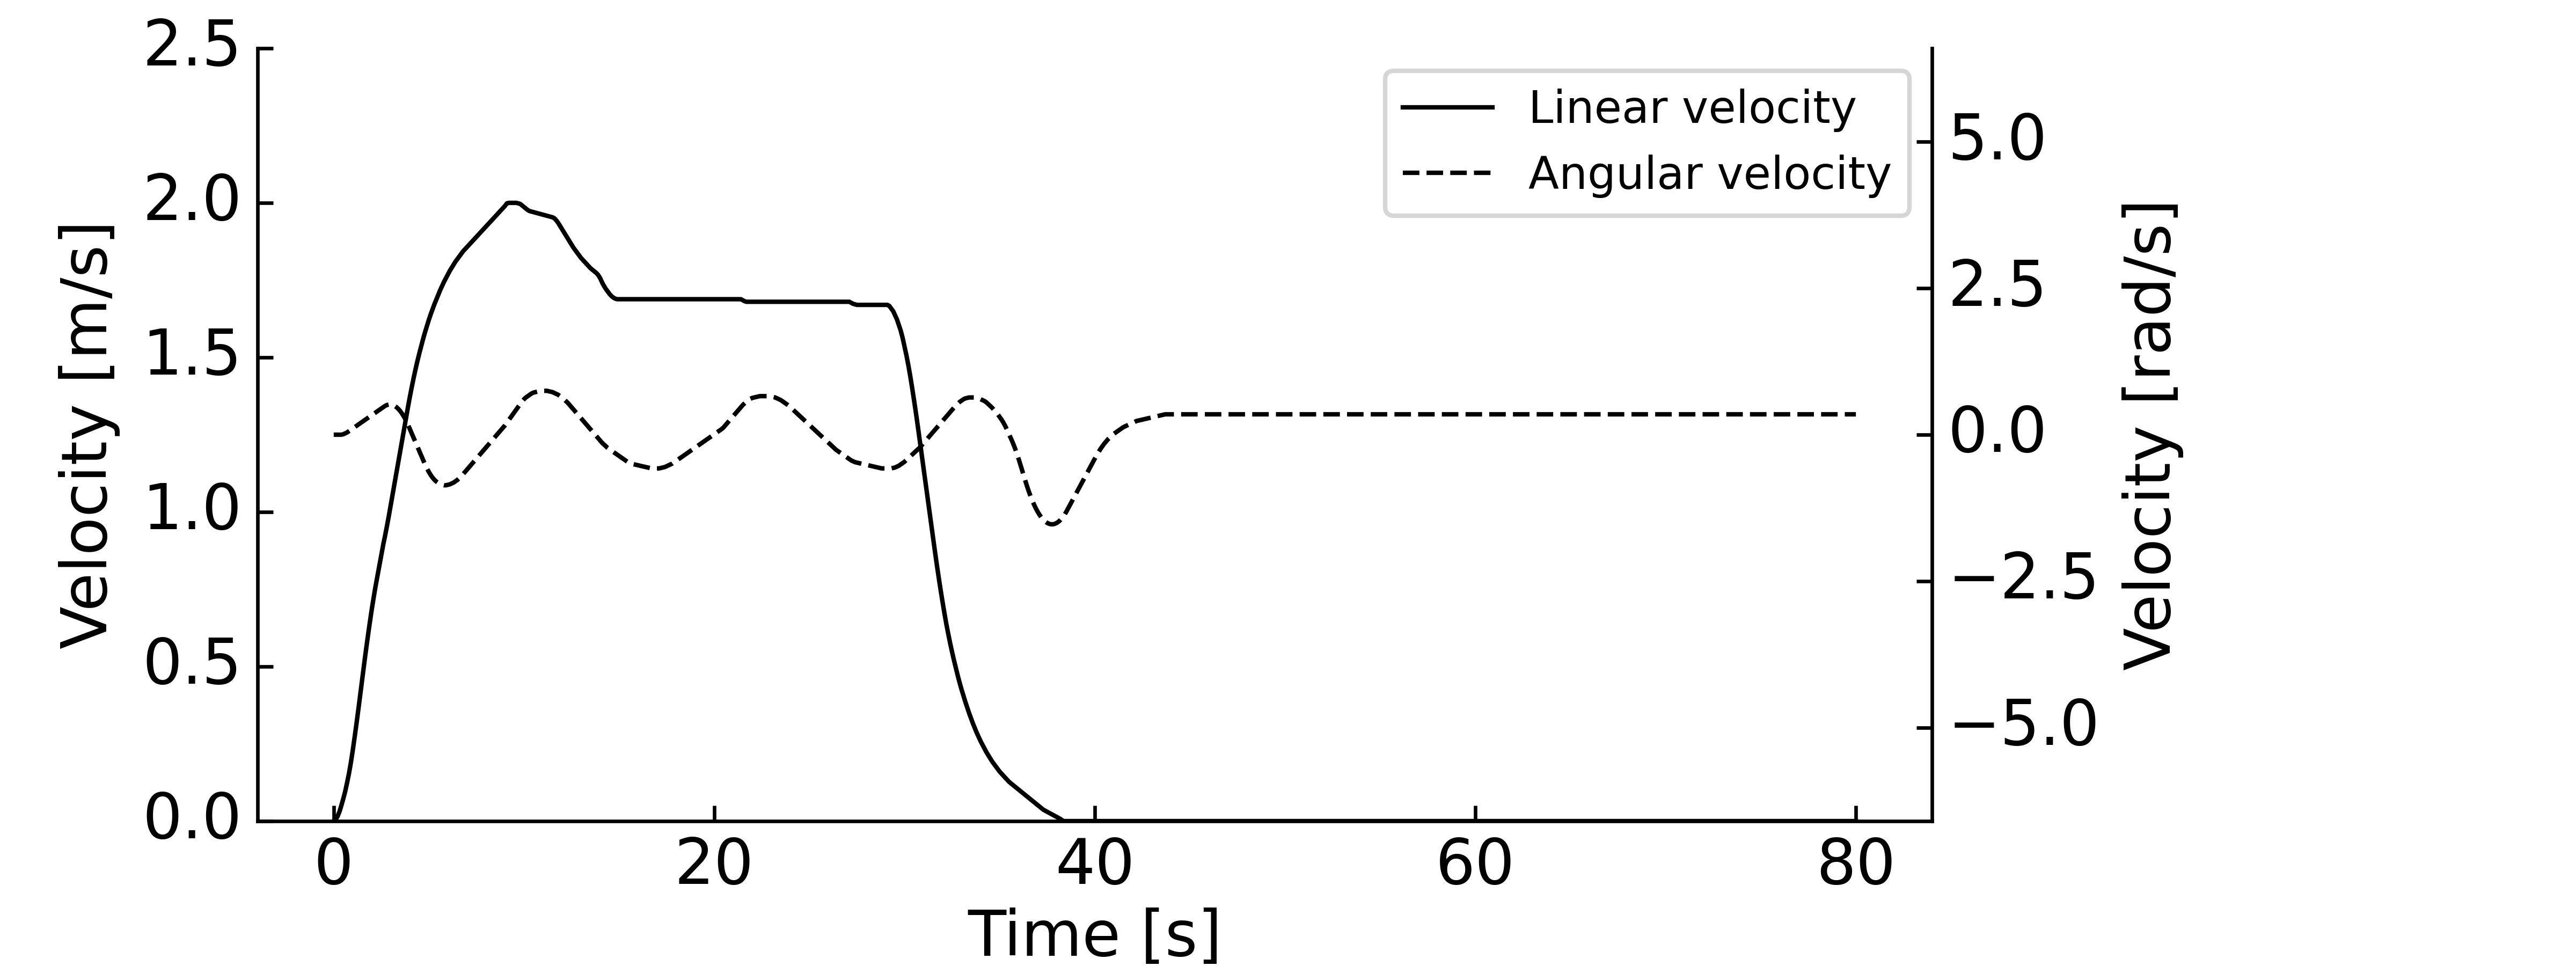 2.5
2.0
1.5
1.0
0.5
0.0
Velocity [m/s]
Linear velocity
Angular velocity
5.0
2.5
0.0
−2.5
−5.0
Velocity [rad/s]
0 20 40 60 80
Time [s]